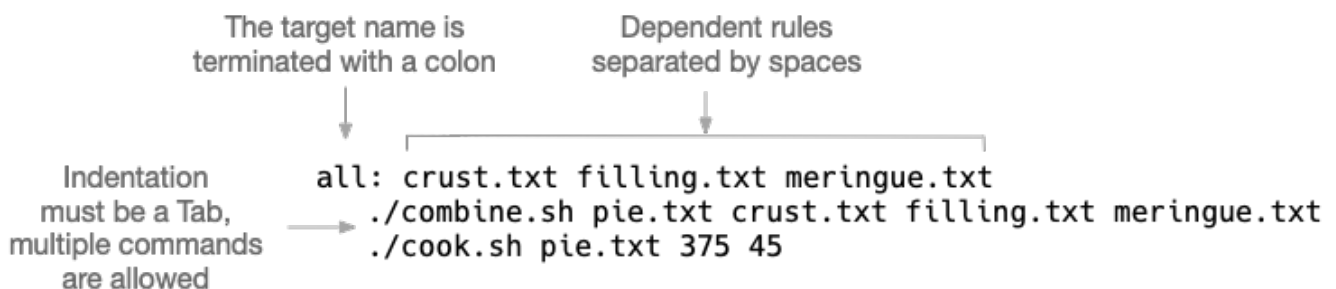 The target name is
terminated with a colon
Dependent rules
separated by spaces
Indentation
must be a Tab,
multiple commands
are allowed
all: crust.txt filling.txt meringue.txt
./combine.sh pie.txt crust.txt filling.txt meringue.txt
./cook.sh pie.txt 375 45